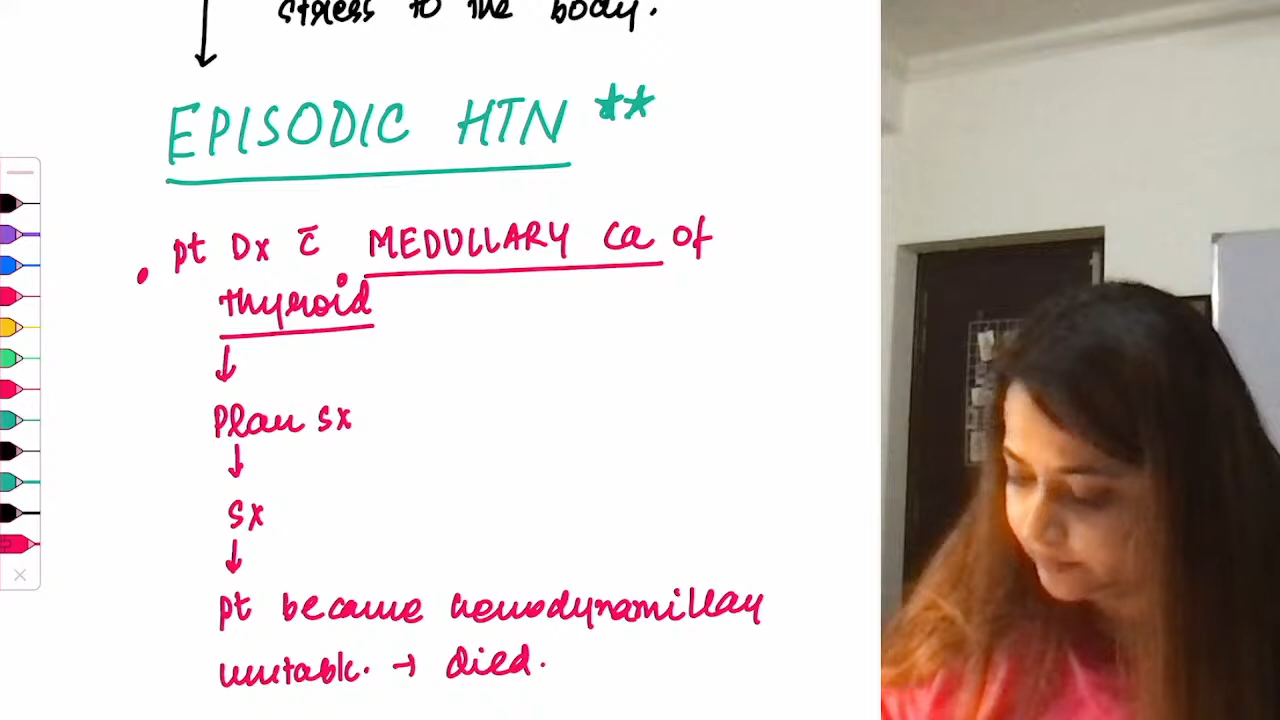 stress to the body.
EPISODIC HTN **
• pt Dx c̄ MEDULLARY Ca of
thyroid
↓
Plan Sx
↓
Sx
↓
pt became hemodynamillay
unstable. → died.